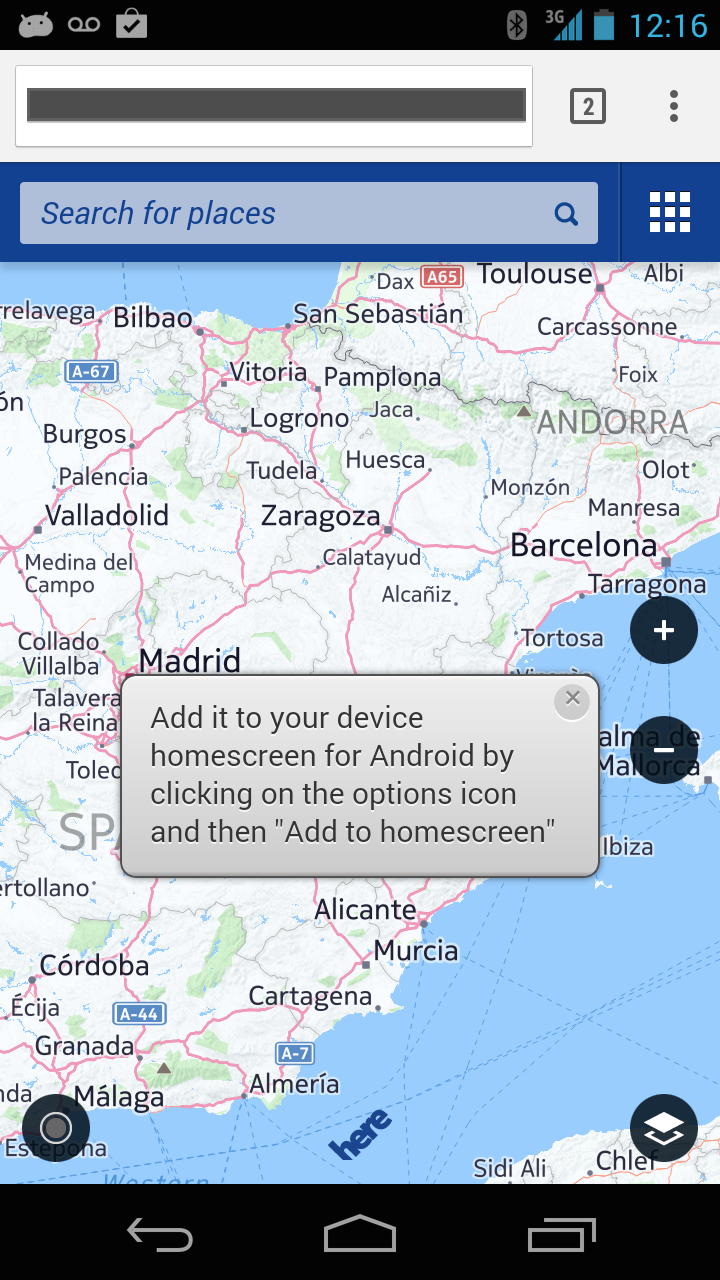 3G 12:16
2
Search for places
Dax A65 Toulouse Albi
rrelavega Bilbao San Sebastián
Carcassonne
A-67 Vitoria Pamplona Foix
ón Logrono Jaca
ANDORRA
Burgos
Palencia Tudela Huesca Olot
Monzón
Valladolid Zaragoza Manresa
Barcelona
Medina del
Campo
Calatayud
Alcañiz Tarragona
Collado
Villalba
Tortosa
Madrid
Talavera
la Reina
Add it to your device
homescreen for Android by
clicking on the options icon
and then "Add to homescreen"
alma de
Mallorca
Toled
SPA
Ibiza
ertollano
Alicante
Murcia
Córdoba
Écija A-44 Cartagena
Granada A-7
nda Málaga Almería
Estepona here
Sidi Ali Chlef
Western